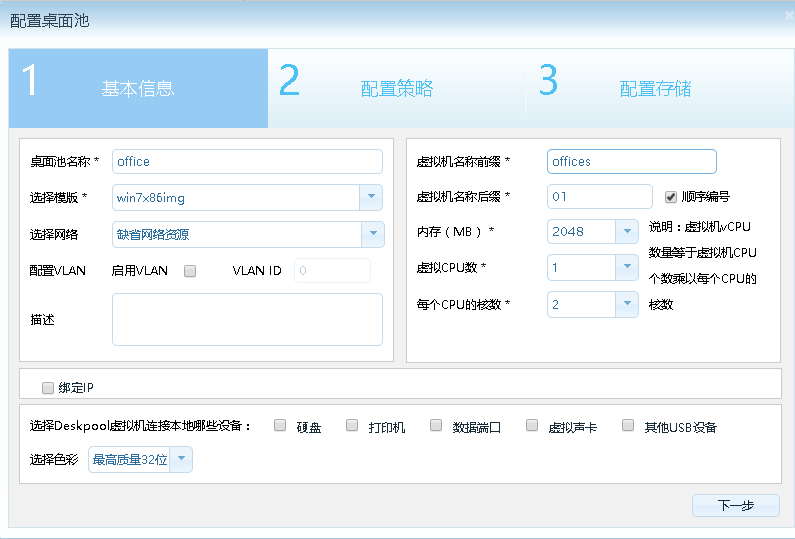 配置桌面池
1 基本信息
2 配置策略
3 配置存储
桌面池名称 * office
选择模版 * win7x86img
选择网络 缺省网络资源
配置VLAN 启用VLAN VLAN ID 0
描述
虚拟机名称前缀 * offices
虚拟机名称后缀 * 01 顺序编号
内存（MB） * 2048
虚拟CPU数 * 1
每个CPU的核数 * 2
说明：虚拟机vCPU
数量等于虚拟机CPU
个数乘以每个CPU的
核数
绑定IP
选择Deskpool虚拟机连接本地哪些设备： 硬盘 打印机 数据端口 虚拟声卡 其他USB设备
选择色彩 最高质量32位
下一步